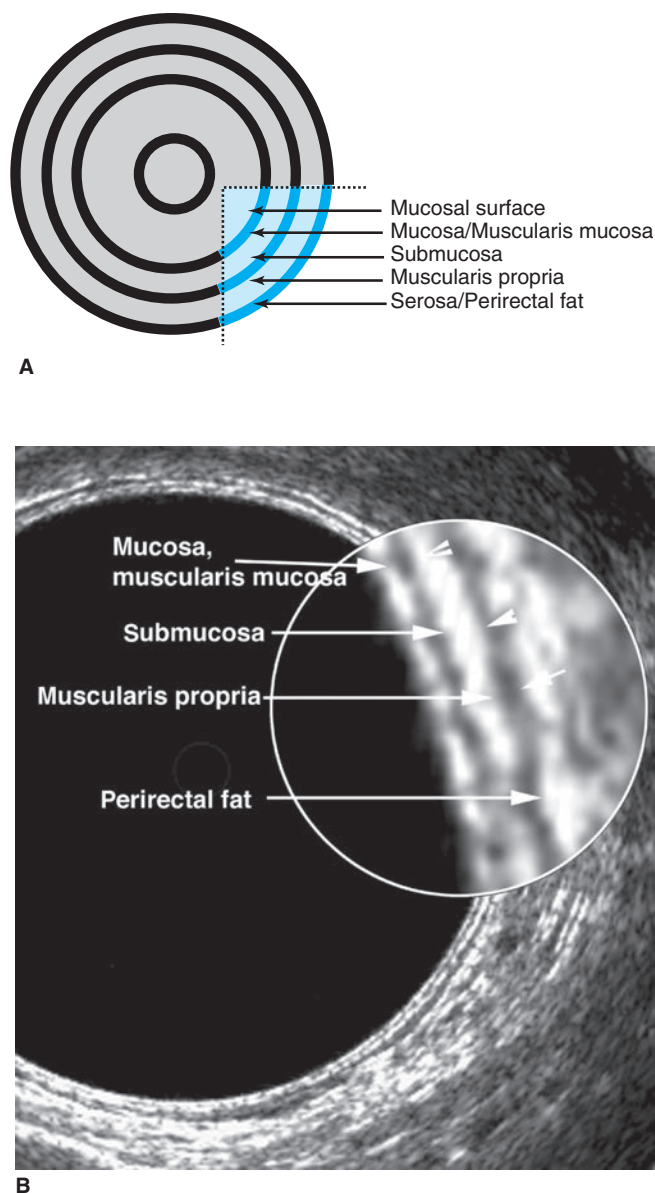 Mucosal surface
Mucosa/Muscularis mucosa
Submucosa
Muscularis propria
Serosa/Perirectal fat
A
Mucosa,
muscularis mucosa
Submucosa
Muscularis propria
Perirectal fat
B